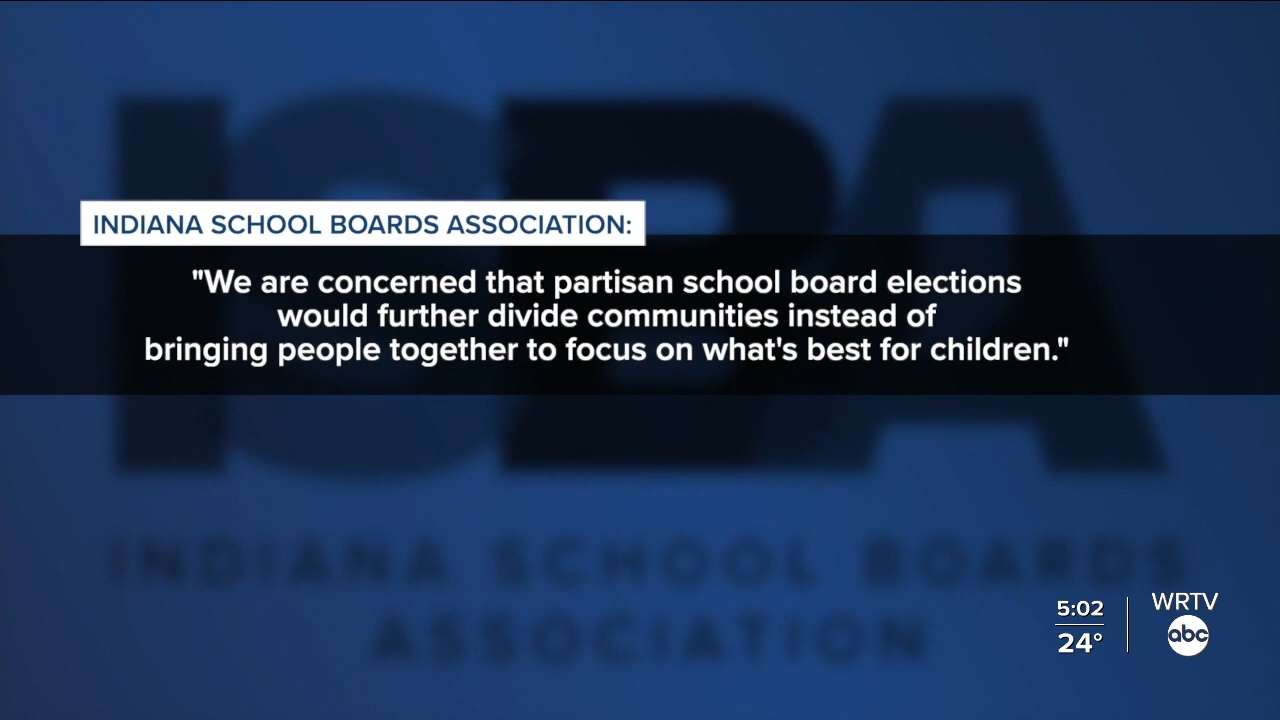 ISBA
INDIANA SCHOOL BOARDS ASSOCIATION:
"We are concerned that partisan school board elections
would further divide communities instead of
bringing people together to focus on what's best for children."
INDIANA SCHOOL BOARDS
ASSOCIATION
5:02
24°
WRTV
abc